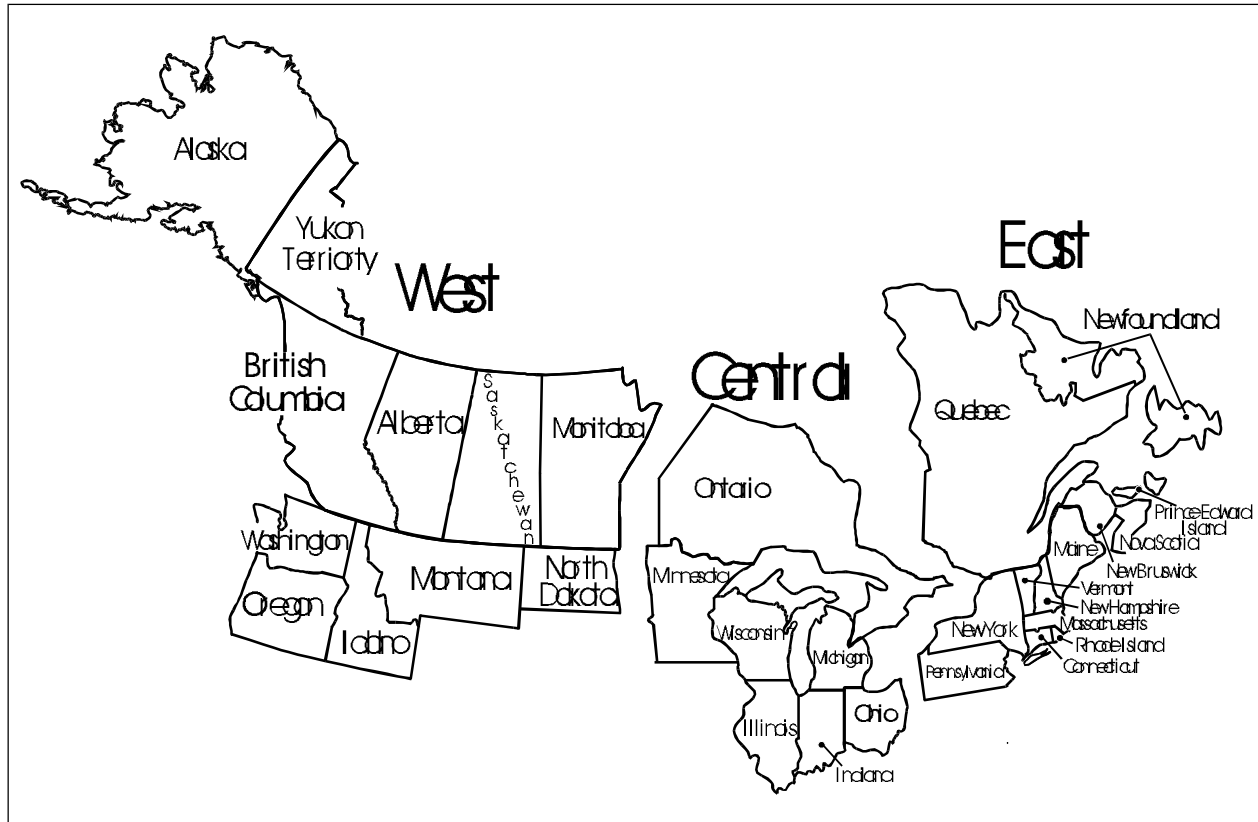 Alaska
Yukon
Terriorty
West
East
Newfoundland
British
Columbia
Central
Alberta
Saskatchewan
Manitoba
Quebec
Ontario
Prince Edward
Island
Washington
Maine
Nova Scotia
Montana
North
Dakota
Minnesota
New Bruswick
Vermont
Oregon
New Hampshire
Wisconsin
New York
Massachusetts
Idaho
Rhode Island
Michigan
Pennsylvania
Connecticut
Illinois
Ohio
Indiana